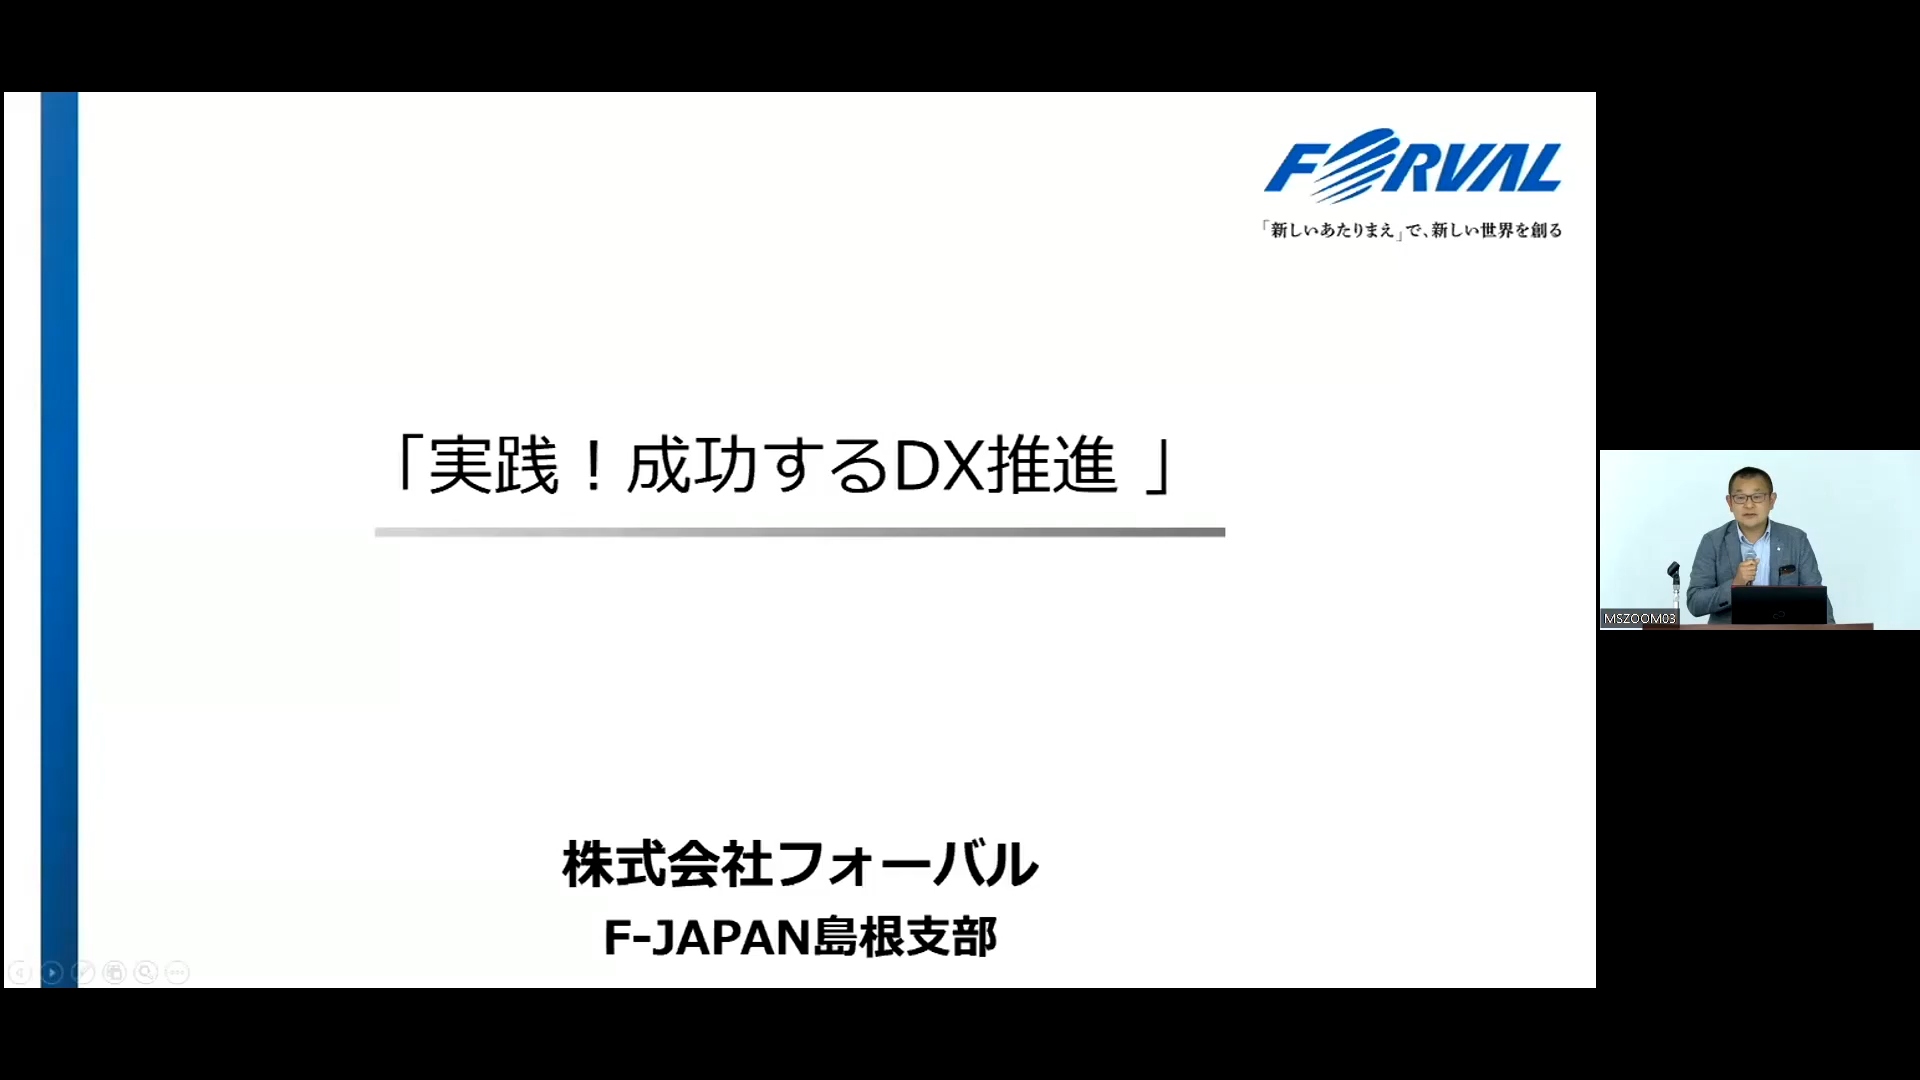 FORVAL
「新しいあたりまえ」で、新しい世界を創る
「実践！成功するDX推進 」
株式会社フォーバル
F-JAPAN島根支部
MSZOOM03